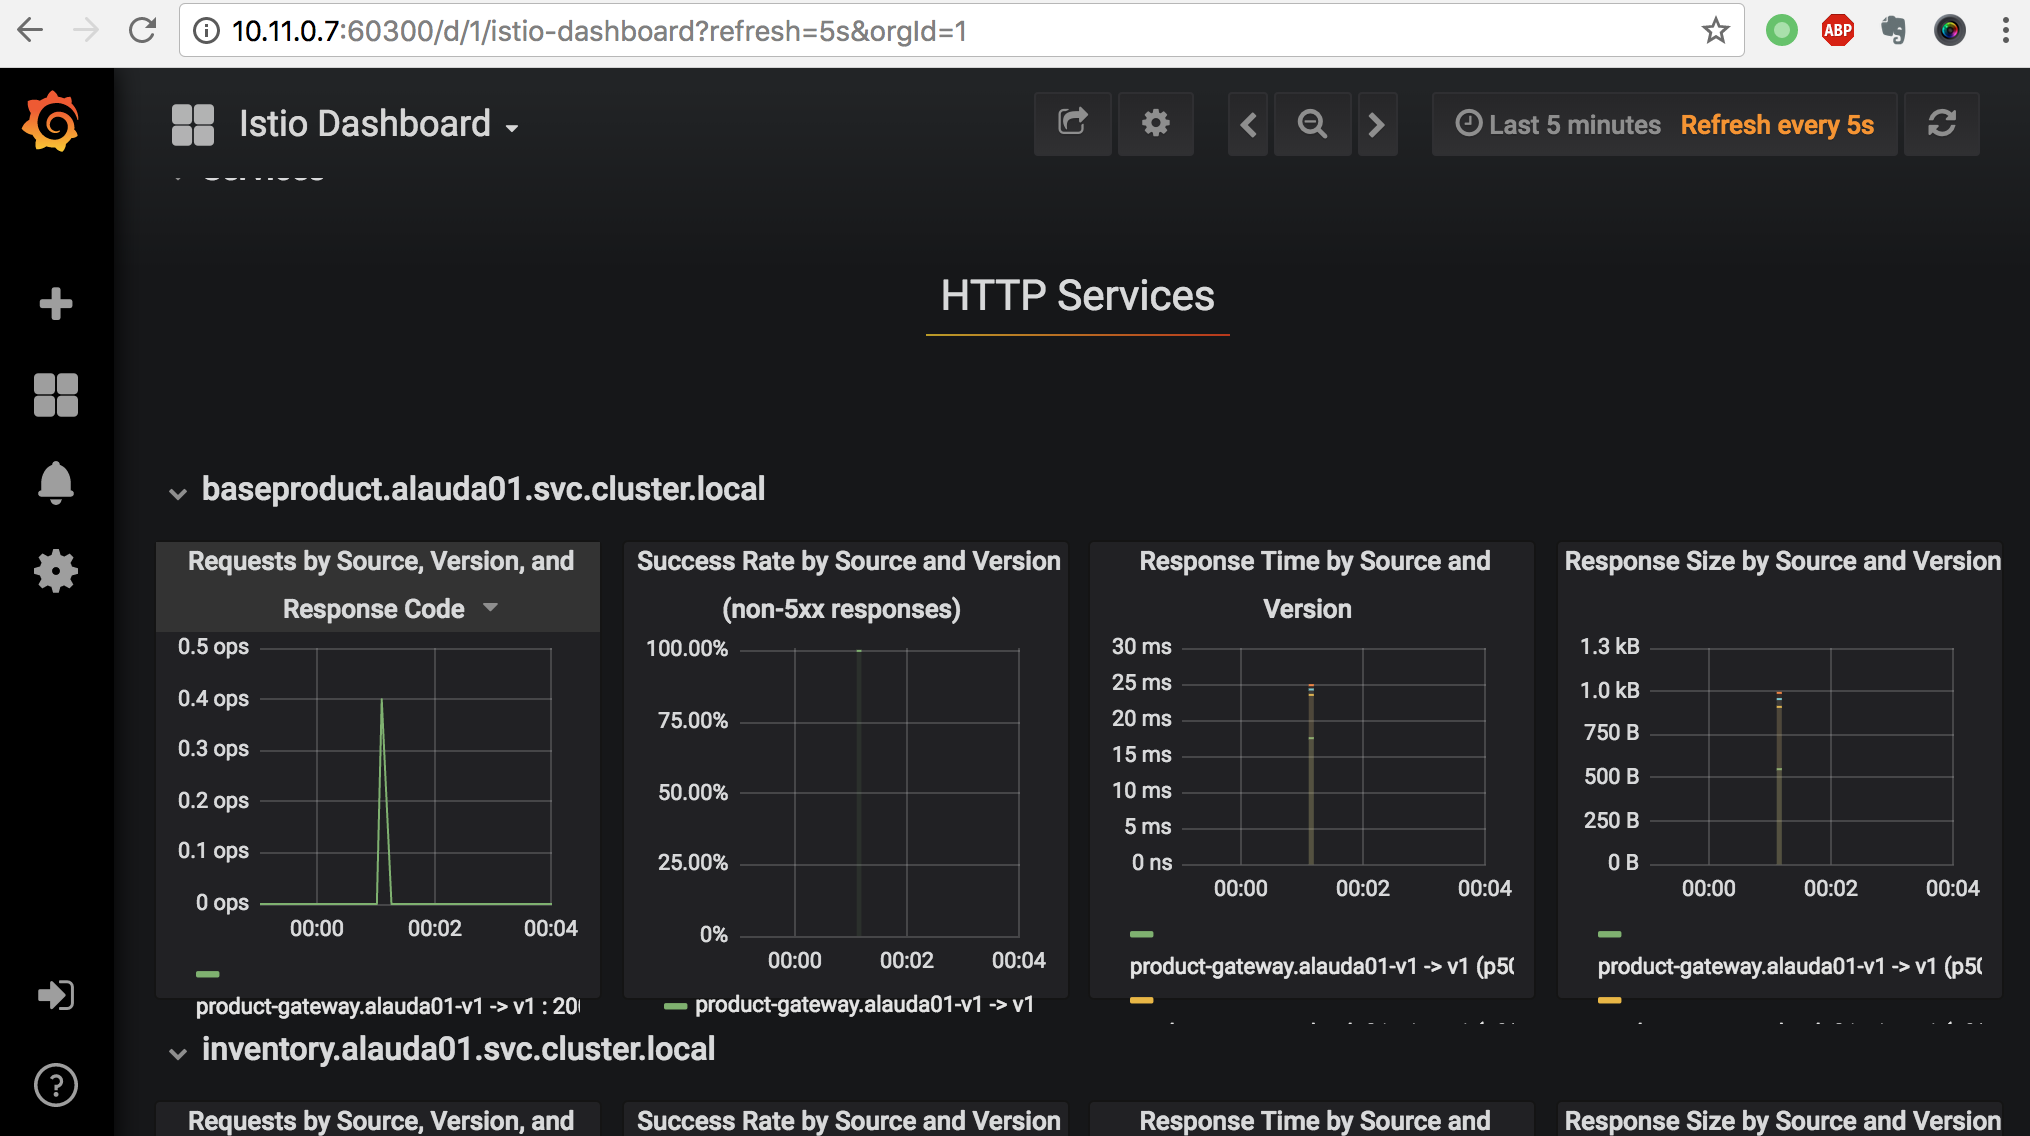 10.11.0.7:60300/d/1/istio-dashboard?refresh=5s&orgId=1
ABP
Istio Dashboard
Last 5 minutes Refresh every 5s
HTTP Services
baseproduct.alauda01.svc.cluster.local
Requests by Source, Version, and
Response Code
0.5 ops
0.4 ops
0.3 ops
0.2 ops
0.1 ops
0 ops
00:00 00:02 00:04
product-gateway.alauda01-v1 -> v1 : 20
Success Rate by Source and Version
(non-5xx responses)
100.00%
75.00%
50.00%
25.00%
0%
00:00 00:02 00:04
product-gateway.alauda01-v1 -> v1
Response Time by Source and
Version
30 ms
25 ms
20 ms
15 ms
10 ms
5 ms
0 ns
00:00 00:02 00:04
product-gateway.alauda01-v1 -> v1 (p50
Response Size by Source and Version
1.3 kB
1.0 kB
750 B
500 B
250 B
0 B
00:00 00:02 00:04
product-gateway.alauda01-v1 -> v1 (p50
inventory.alauda01.svc.cluster.local
Requests by Source, Version, and
Success Rate by Source and Version
Response Time by Source and
Response Size by Source and Version